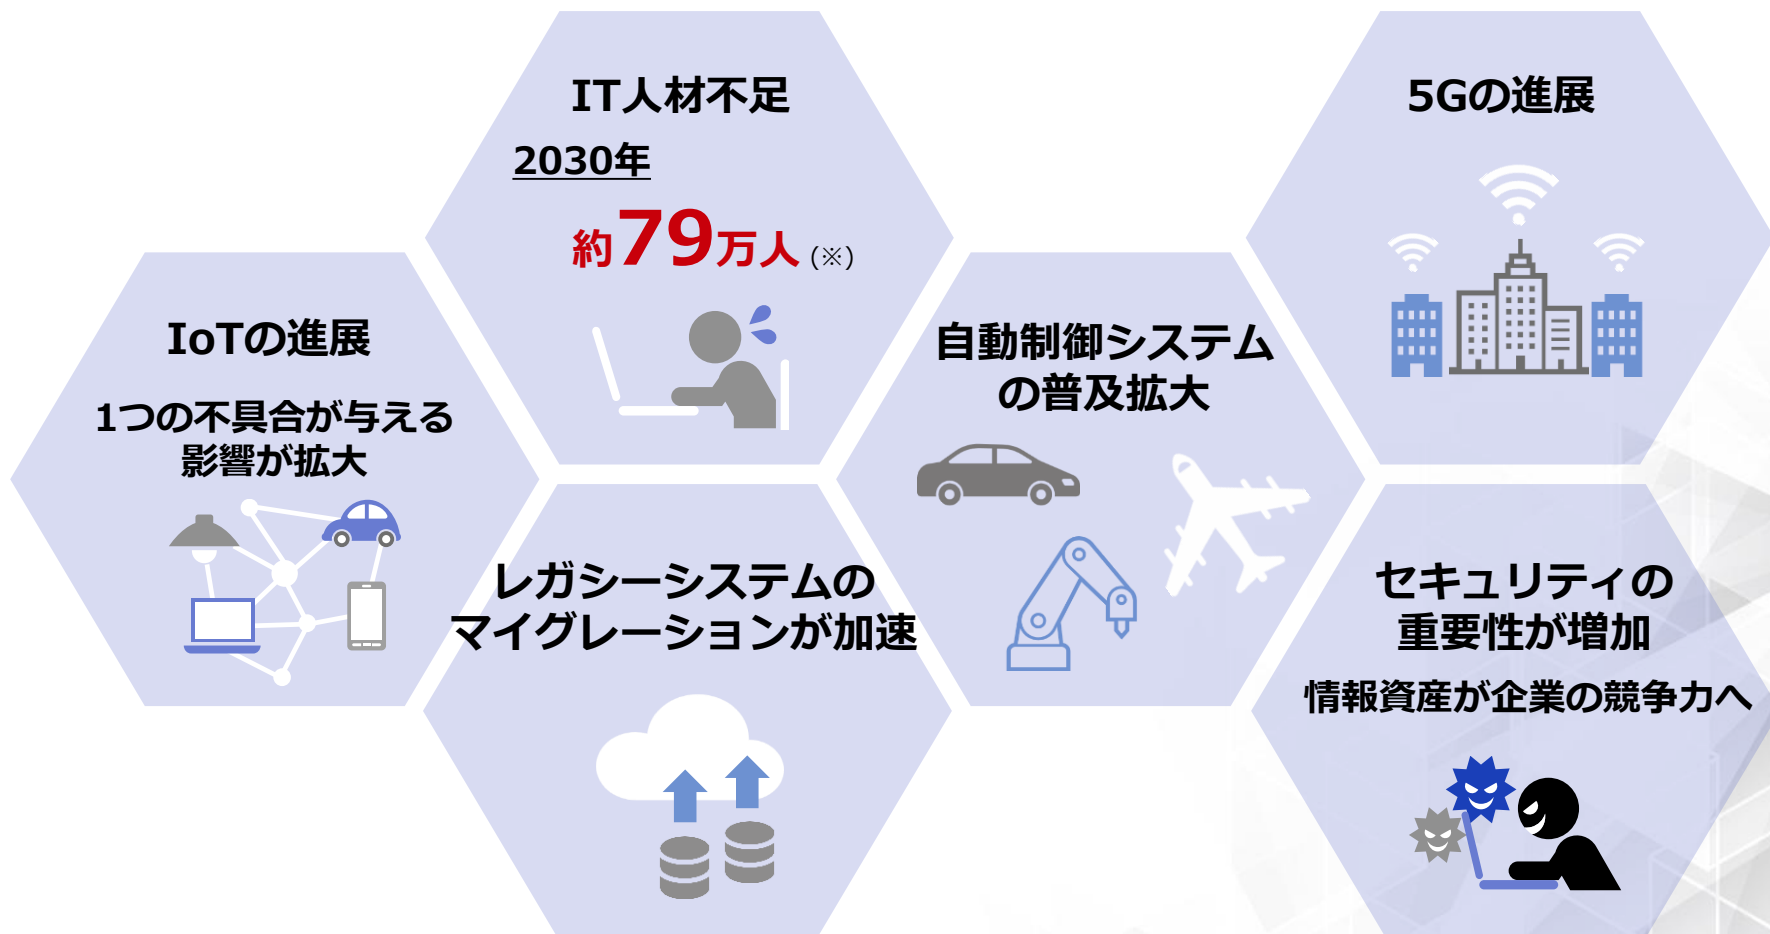 IT人材不足
2030年
約79万人(※)
5Gの進展
IoTの進展
1つの不具合が与える
影響が拡大
自動制御システム
の普及拡大
レガシーシステムの
マイグレーションが加速
セキュリティの
重要性が増加
情報資産が企業の競争力へ